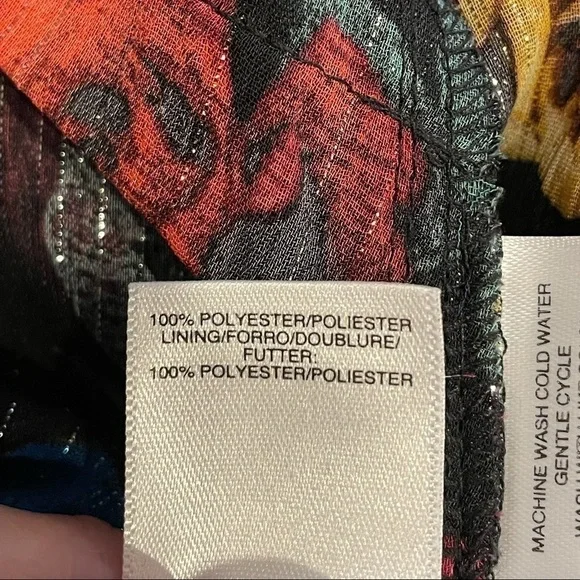 100% POLYESTER/POLIESTER
LINING/FORRO/DOUBLURE/
FUTTER:
100% POLYESTER/POLIESTER
MACHINE WASH COLD WATER
GENTLE CYCLE